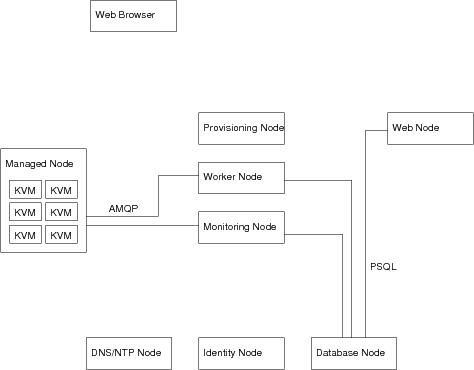 Web Browser
Provisioning Node
Web Node
Managed Node
Worker Node
KVM KVM
AMQP
KVM KVM
Monitoring Node
KVM KVM
PSQL
DNS/NTP Node
Identity Node
Database Node